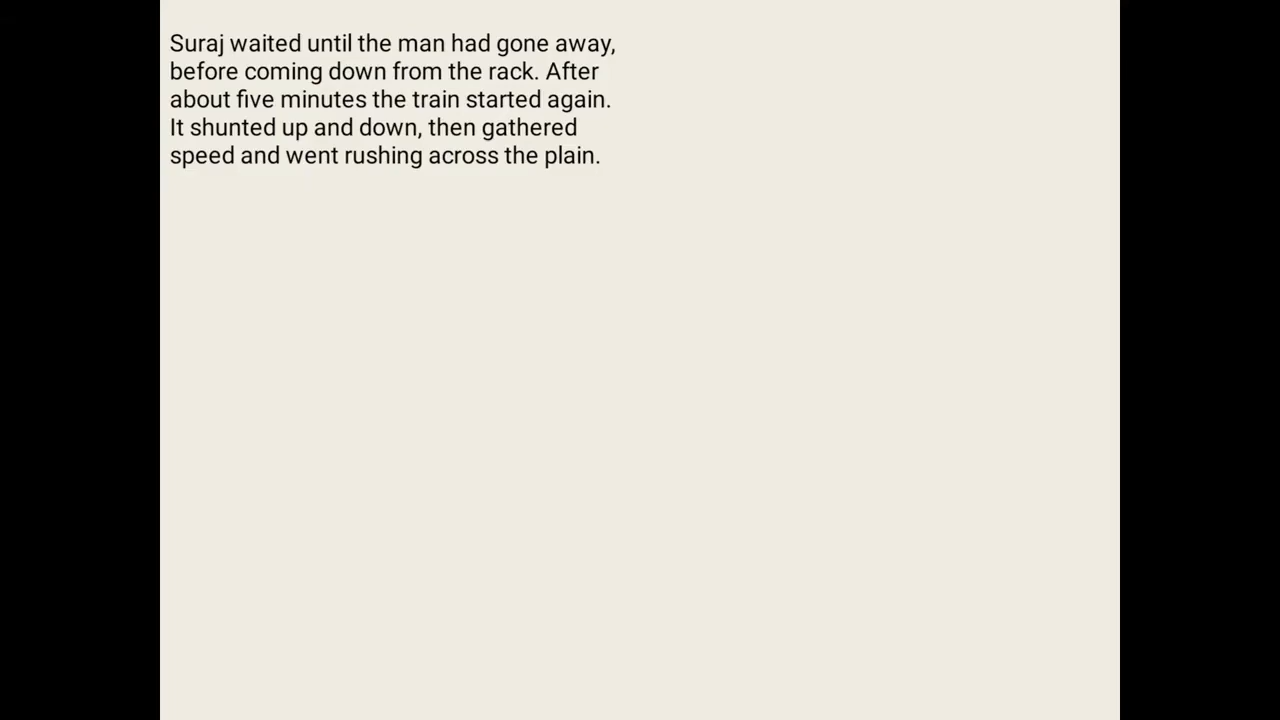 Suraj waited until the man had gone away,
before coming down from the rack. After
about five minutes the train started again.
It shunted up and down, then gathered
speed and went rushing across the plain.